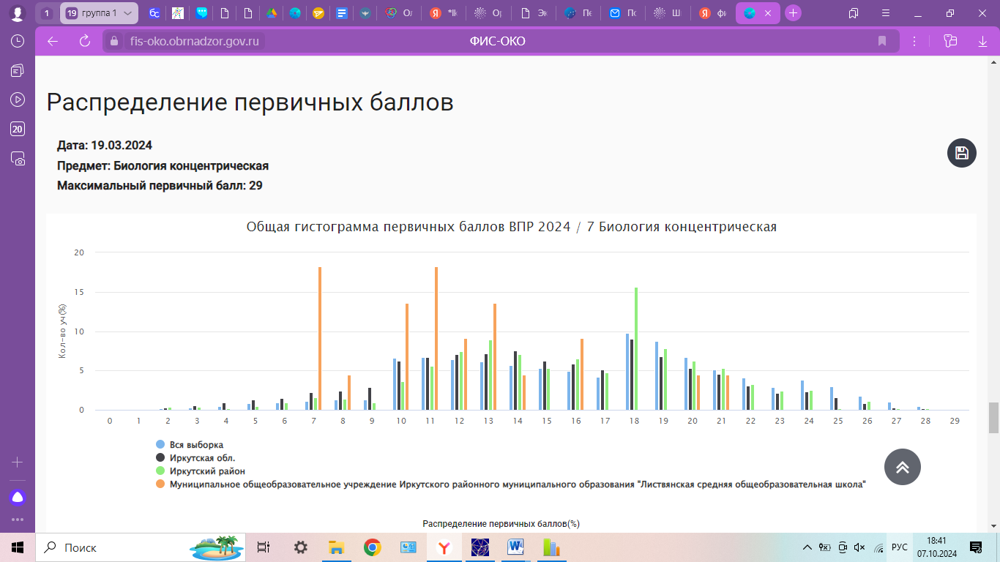 1
19 группа 1
Ол
*Ік
Ор
Эк
Пе
Пс
Ш
фи
fis-oko.obrnadzor.gov.ru
ФИС-ОКО
20
Распределение первичных баллов
Дата: 19.03.2024
Предмет: Биология концентрическая
Максимальный первичный балл: 29
Общая гистограмма первичных баллов ВПР 2024 / 7 Биология концентрическая
Кол-во уч(%)
20
15
10
5
0
0 1 2 3 4 5 6 7 8 9 10 11 12 13 14 15 16 17 18 19 20 21 22 23 24 25 26 27 28 29
Вся выборка
Иркутская обл.
Иркутский район
Муниципальное общеобразовательное учреждение Иркутского районного муниципального образования "Листвянская средняя общеобразовательная школа"
Распределение первичных баллов(%)
Поиск
РУС
18:41
07.10.2024